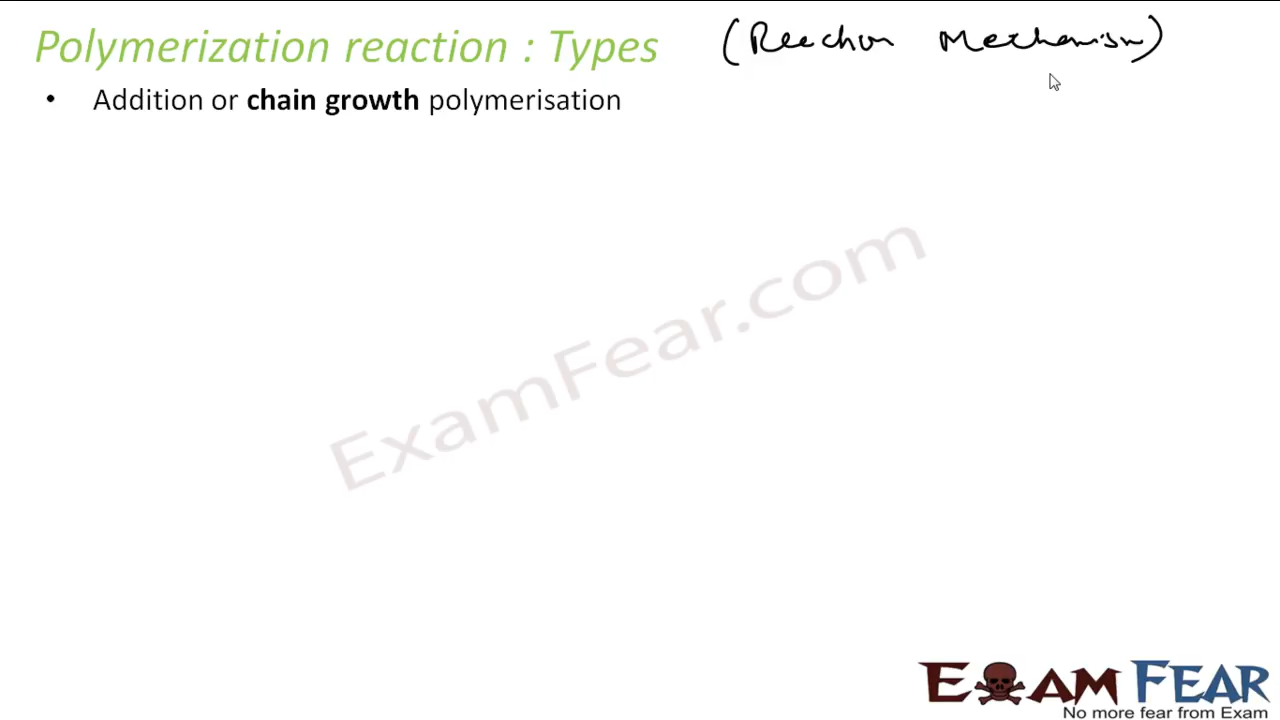 Polymerization reaction : Types (Reaction Mechanism)
• Addition or chain growth polymerisation
ExamFear.com
EXAM FEAR
No more fear from Exam